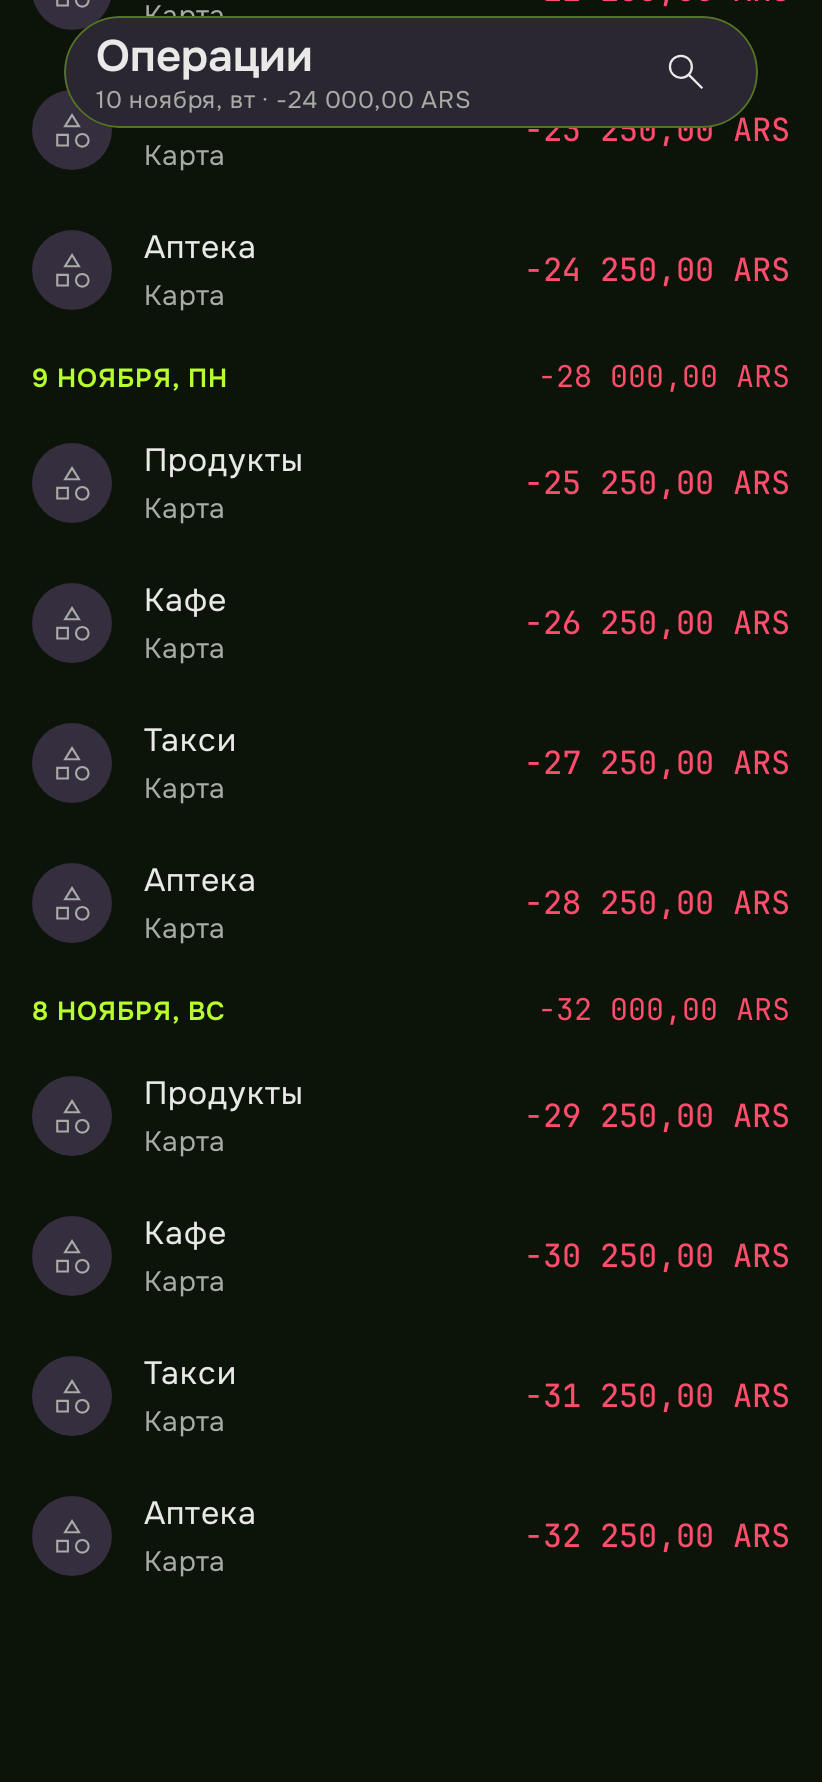 Операции
10 ноября, вт · -24 000,00 ARS
-23 250,00 ARS
Карта
Аптека
-24 250,00 ARS
Карта
9 НОЯБРЯ, ПН
-28 000,00 ARS
Продукты
-25 250,00 ARS
Карта
Кафе
-26 250,00 ARS
Карта
Такси
-27 250,00 ARS
Карта
Аптека
-28 250,00 ARS
Карта
8 НОЯБРЯ, ВС
-32 000,00 ARS
Продукты
-29 250,00 ARS
Карта
Кафе
-30 250,00 ARS
Карта
Такси
-31 250,00 ARS
Карта
Аптека
-32 250,00 ARS
Карта